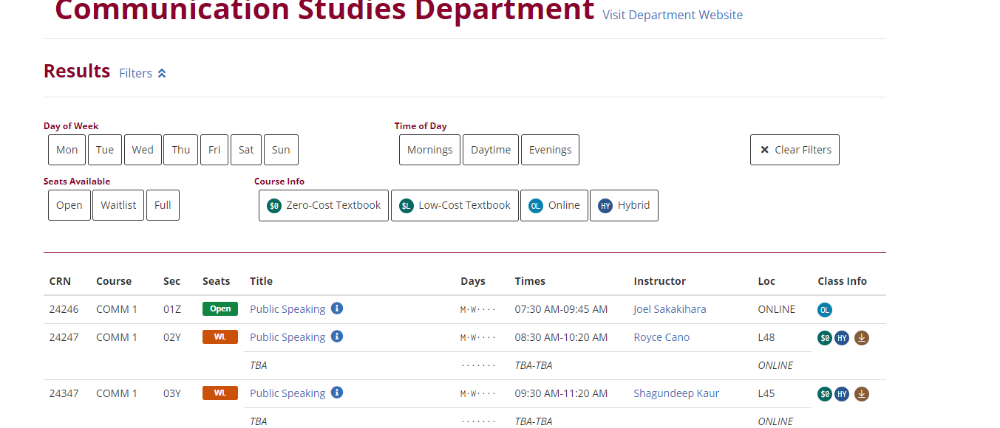 Communication Studies Department Visit Department Website
Results Filters
Day of Week Time of Day
Mon Tue Wed Thu Fri Sat Sun Mornings Daytime Evenings × Clear Filters
Seats Available Course Info
Open Waitlist Full $0 Zero-Cost Textbook $L Low-Cost Textbook OL Online HY Hybrid
CRN Course Sec Seats Title Days Times Instructor Loc Class Info
24246 COMM 1 01Z Open Public Speaking M·W···· 07:30 AM-09:45 AM Joel Sakakihara ONLINE OL
24247 COMM 1 02Y WL Public Speaking M·W···· 08:30 AM-10:20 AM Royce Cano L48 $0 HY
TBA ······· TBA-TBA ONLINE
24347 COMM 1 03Y WL Public Speaking M·W···· 09:30 AM-11:20 AM Shagundeep Kaur L45 $0 HY
TBA ······· TBA-TBA ONLINE